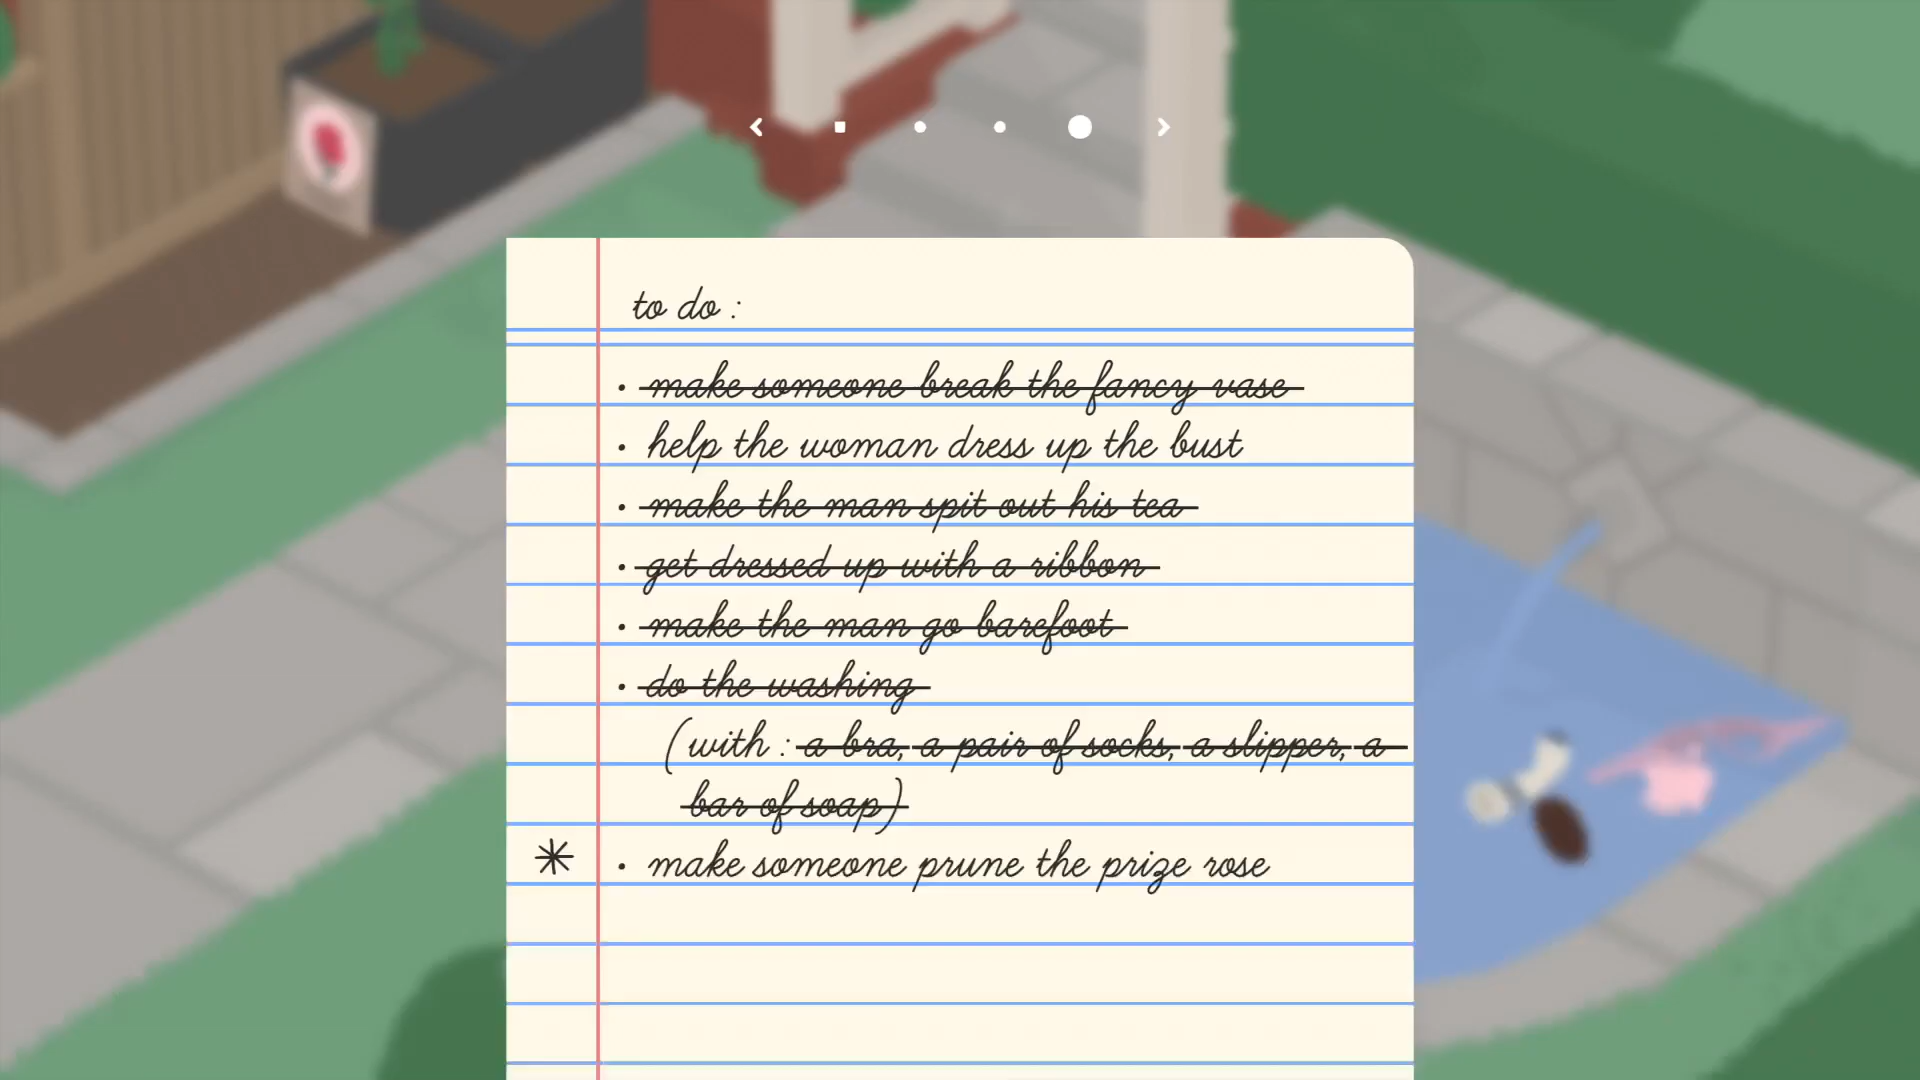 to do :
• make someone break the fancy vase
• help the woman dress up the bust
• make the man spit out his tea
• get dressed up with a ribbon
• make the man go barefoot
• do the washing
(with : a bra, a pair of socks, a slipper, a
bar of soap)
* • make someone prune the prize rose